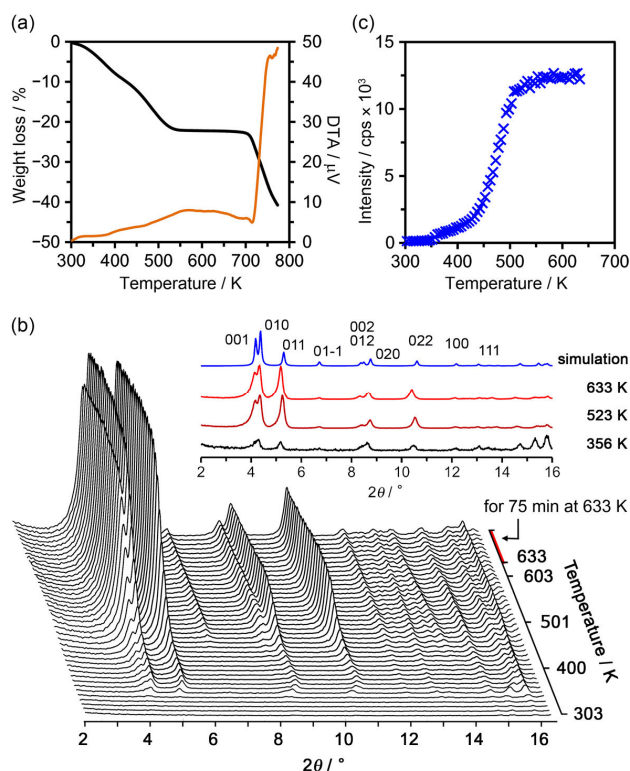 (a)
Weight loss / %
0
−10
−20
−30
−40
−50
50
40
30
20
10
0
DTA / μV
300 400 500 600 700 800
Temperature / K
(c)
Intensity / cps × 10³
15
10
5
0
300 400 500 600 700
Temperature / K
(b)
001
010
011
01-1
002
012
020
022
100
111
simulation
633 K
523 K
356 K
2 4 6 8 10 12 14 16
2θ / °
for 75 min at 633 K
633
603
501
400
303
Temperature / K
2 4 6 8 10 12 14 16
2θ / °